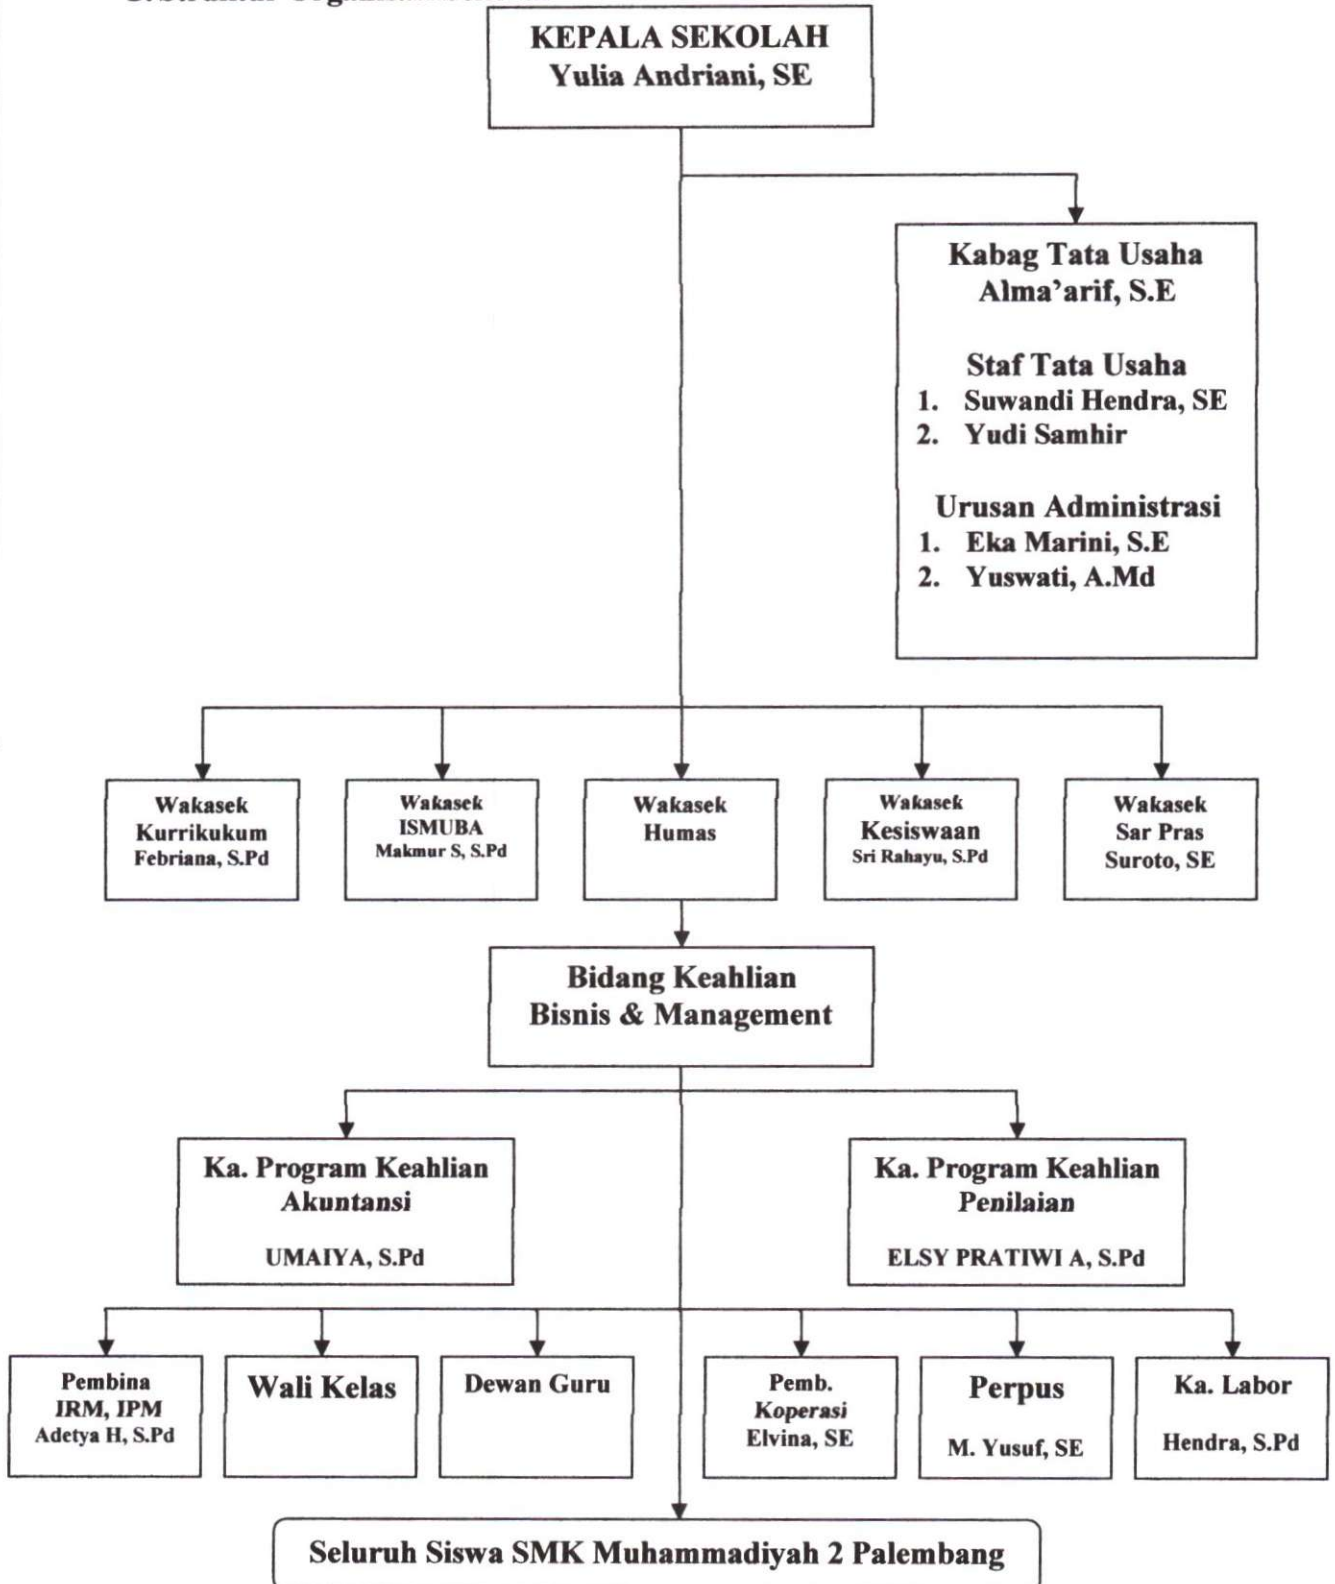 KEPALA SEKOLAH
Yulia Andriani, SE
Kabag Tata Usaha
Alma’arif, S.E
Staf Tata Usaha
1. Suwandi Hendra, SE
2. Yudi Samhir
Urusan Administrasi
1. Eka Marini, S.E
2. Yuswati, A.Md
Wakasek
Kurrikukum
Febriana, S.Pd
Wakasek
ISMUBA
Makmur S, S.Pd
Wakasek
Humas
Wakasek
Kesiswaan
Sri Rahayu, S.Pd
Wakasek
Sar Pras
Suroto, SE
Bidang Keahlian
Bisnis & Management
Ka. Program Keahlian
Akuntansi
UMAIYA, S.Pd
Ka. Program Keahlian
Penilaian
ELSY PRATIWI A, S.Pd
Pembina
IRM, IPM
Adetya H, S.Pd
Wali Kelas
Dewan Guru
Pemb.
Koperasi
Elvina, SE
Perpus
M. Yusuf, SE
Ka. Labor
Hendra, S.Pd
Seluruh Siswa SMK Muhammadiyah 2 Palembang